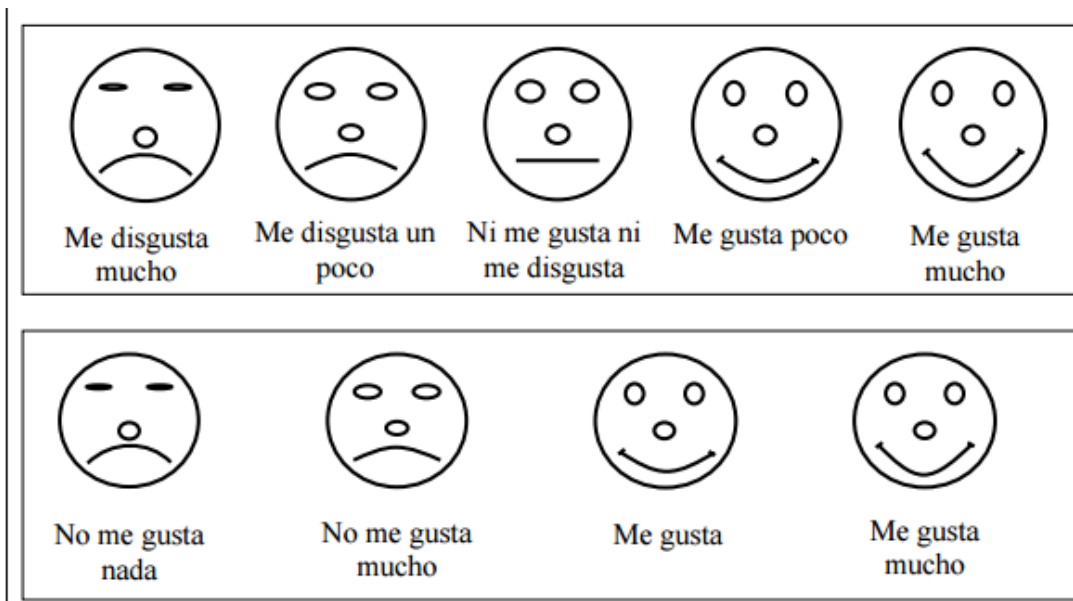 Me disgusta
mucho
Me disgusta un
poco
Ni me gusta ni
me disgusta
Me gusta poco
Me gusta
mucho
No me gusta
nada
No me gusta
mucho
Me gusta
Me gusta
mucho